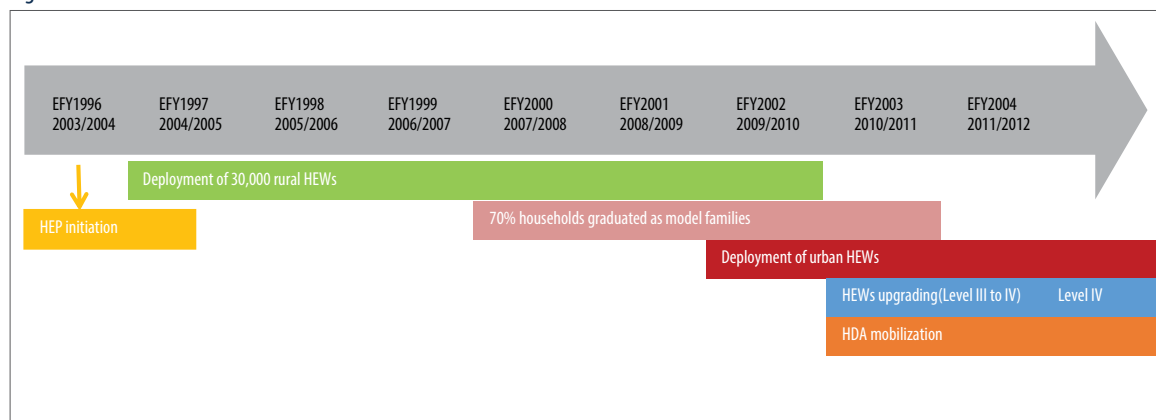 EFY1996
2003/2004
EFY1997
2004/2005
EFY1998
2005/2006
EFY1999
2006/2007
EFY2000
2007/2008
EFY2001
2008/2009
EFY2002
2009/2010
EFY2003
2010/2011
EFY2004
2011/2012
Deployment of 30,000 rural HEWs
HEP initiation
70% households graduated as model families
Deployment of urban HEWs
HEWs upgrading(Level III to IV) Level IV
HDA mobilization